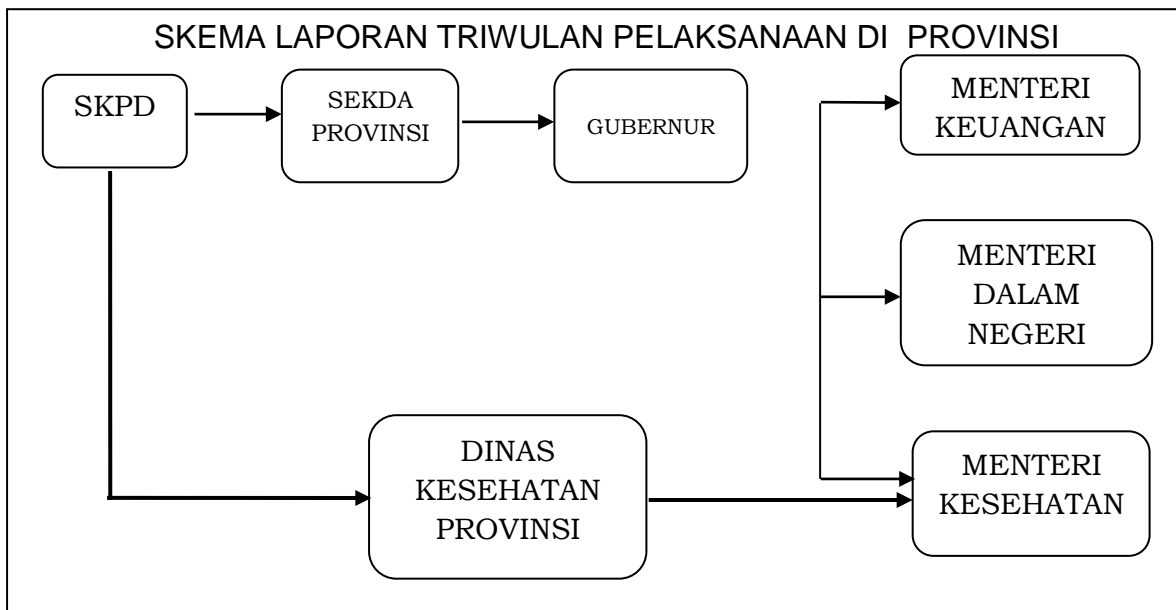 SKEMA LAPORAN TRIWULAN PELAKSANAAN DI PROVINSI
SKPD
SEKDA
PROVINSI
GUBERNUR
MENTERI
KEUANGAN
MENTERI
DALAM
NEGERI
DINAS
KESEHATAN
PROVINSI
MENTERI
KESEHATAN